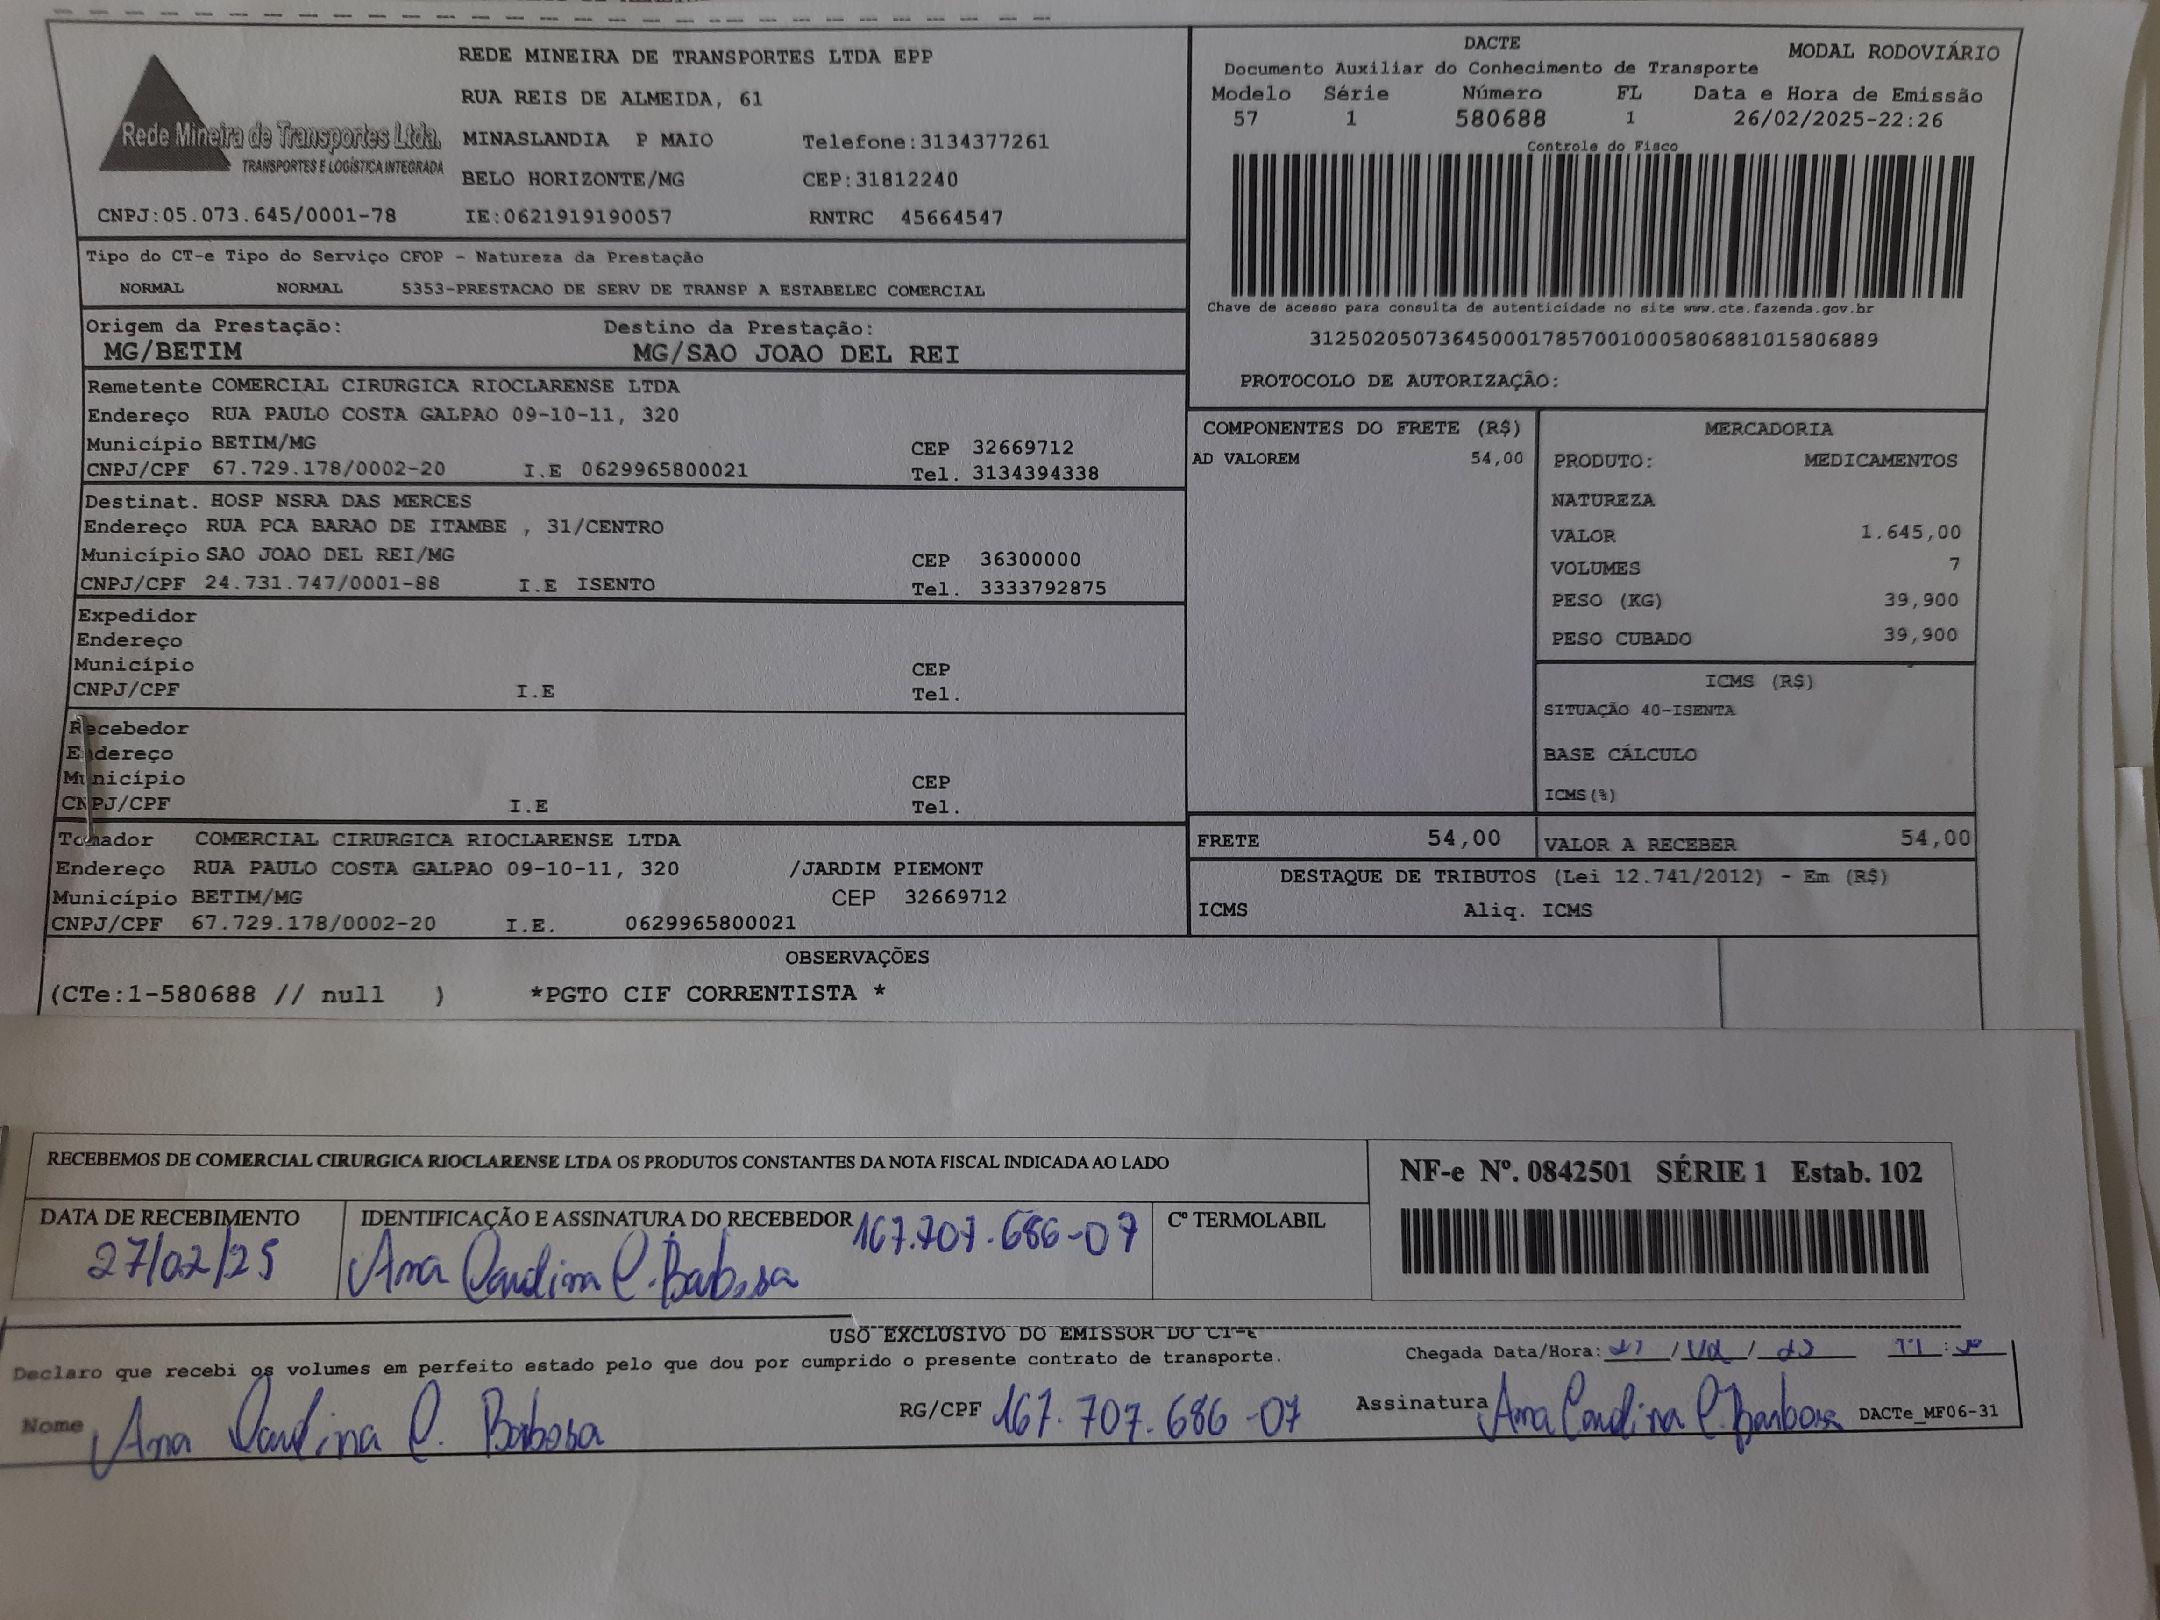 REDE MINEIRA DE TRANSPORTES LTDA EPP
RUA REIS DE ALMEIDA, 61
MINASLANDIA P MAIO Telefone:3134377261
BELO HORIZONTE/MG CEP:31812240
Rede Mineira de Transportes Ltda.
TRANSPORTES E LOGÍSTICA INTEGRADA
CNPJ:05.073.645/0001-78 IE:0621919190057 RNTRC 45664547
DACTE MODAL RODOVIÁRIO
Documento Auxiliar do Conhecimento de Transporte
Modelo Série Número FL Data e Hora de Emissão
57 1 580688 1 26/02/2025-22:26
Controle do Fisco
Chave de acesso para consulta de autenticidade no site www.cte.fazenda.gov.br
31250205073645000178570010005806881015806889
PROTOCOLO DE AUTORIZAÇÃO:
Tipo do CT-e Tipo do Serviço CFOP - Natureza da Prestação
NORMAL NORMAL 5353-PRESTACAO DE SERV DE TRANSP A ESTABELEC COMERCIAL
Origem da Prestação: Destino da Prestação:
MG/BETIM MG/SAO JOAO DEL REI
Remetente COMERCIAL CIRURGICA RIOCLARENSE LTDA
Endereço RUA PAULO COSTA GALPAO 09-10-11, 320
Município BETIM/MG CEP 32669712
CNPJ/CPF 67.729.178/0002-20 I.E 0629965800021 Tel. 3134394338
Destinat. HOSP NSRA DAS MERCES
Endereço RUA PCA BARAO DE ITAMBE , 31/CENTRO
Município SAO JOAO DEL REI/MG CEP 36300000
CNPJ/CPF 24.731.747/0001-88 I.E ISENTO Tel. 3333792875
Expedidor
Endereço
Município CEP
CNPJ/CPF I.E Tel.
Recebedor
Endereço
Município CEP
CNPJ/CPF I.E Tel.
Tomador COMERCIAL CIRURGICA RIOCLARENSE LTDA
Endereço RUA PAULO COSTA GALPAO 09-10-11, 320 /JARDIM PIEMONT
Município BETIM/MG CEP 32669712
CNPJ/CPF 67.729.178/0002-20 I.E. 0629965800021
COMPONENTES DO FRETE (R$)
AD VALOREM 54,00
MERCADORIA
PRODUTO: MEDICAMENTOS
NATUREZA
VALOR 1.645,00
VOLUMES 7
PESO (KG) 39,900
PESO CUBADO 39,900
ICMS (R$)
SITUAÇÃO 40-ISENTA
BASE CÁLCULO
ICMS(%)
FRETE 54,00 VALOR A RECEBER 54,00
DESTAQUE DE TRIBUTOS (Lei 12.741/2012) - Em (R$)
ICMS Aliq. ICMS
OBSERVAÇÕES
(CTe:1-580688 // null ) *PGTO CIF CORRENTISTA *
RECEBEMOS DE COMERCIAL CIRURGICA RIOCLARENSE LTDA OS PRODUTOS CONSTANTES DA NOTA FISCAL INDICADA AO LADO
NF-e Nº. 0842501 SÉRIE 1 Estab. 102
DATA DE RECEBIMENTO IDENTIFICAÇÃO E ASSINATURA DO RECEBEDOR 167.707.686-07 Cº TERMOLABIL
27/02/25 Ana Carolina C. Barbosa
USO EXCLUSIVO DO EMISSOR DO CT-e
Declaro que recebi os volumes em perfeito estado pelo que dou por cumprido o presente contrato de transporte. Chegada Data/Hora:
Nome Ana Carolina C. Barbosa RG/CPF 167.707.686-07 Assinatura Ana Carolina C. Barbosa DACTe_MF06-31